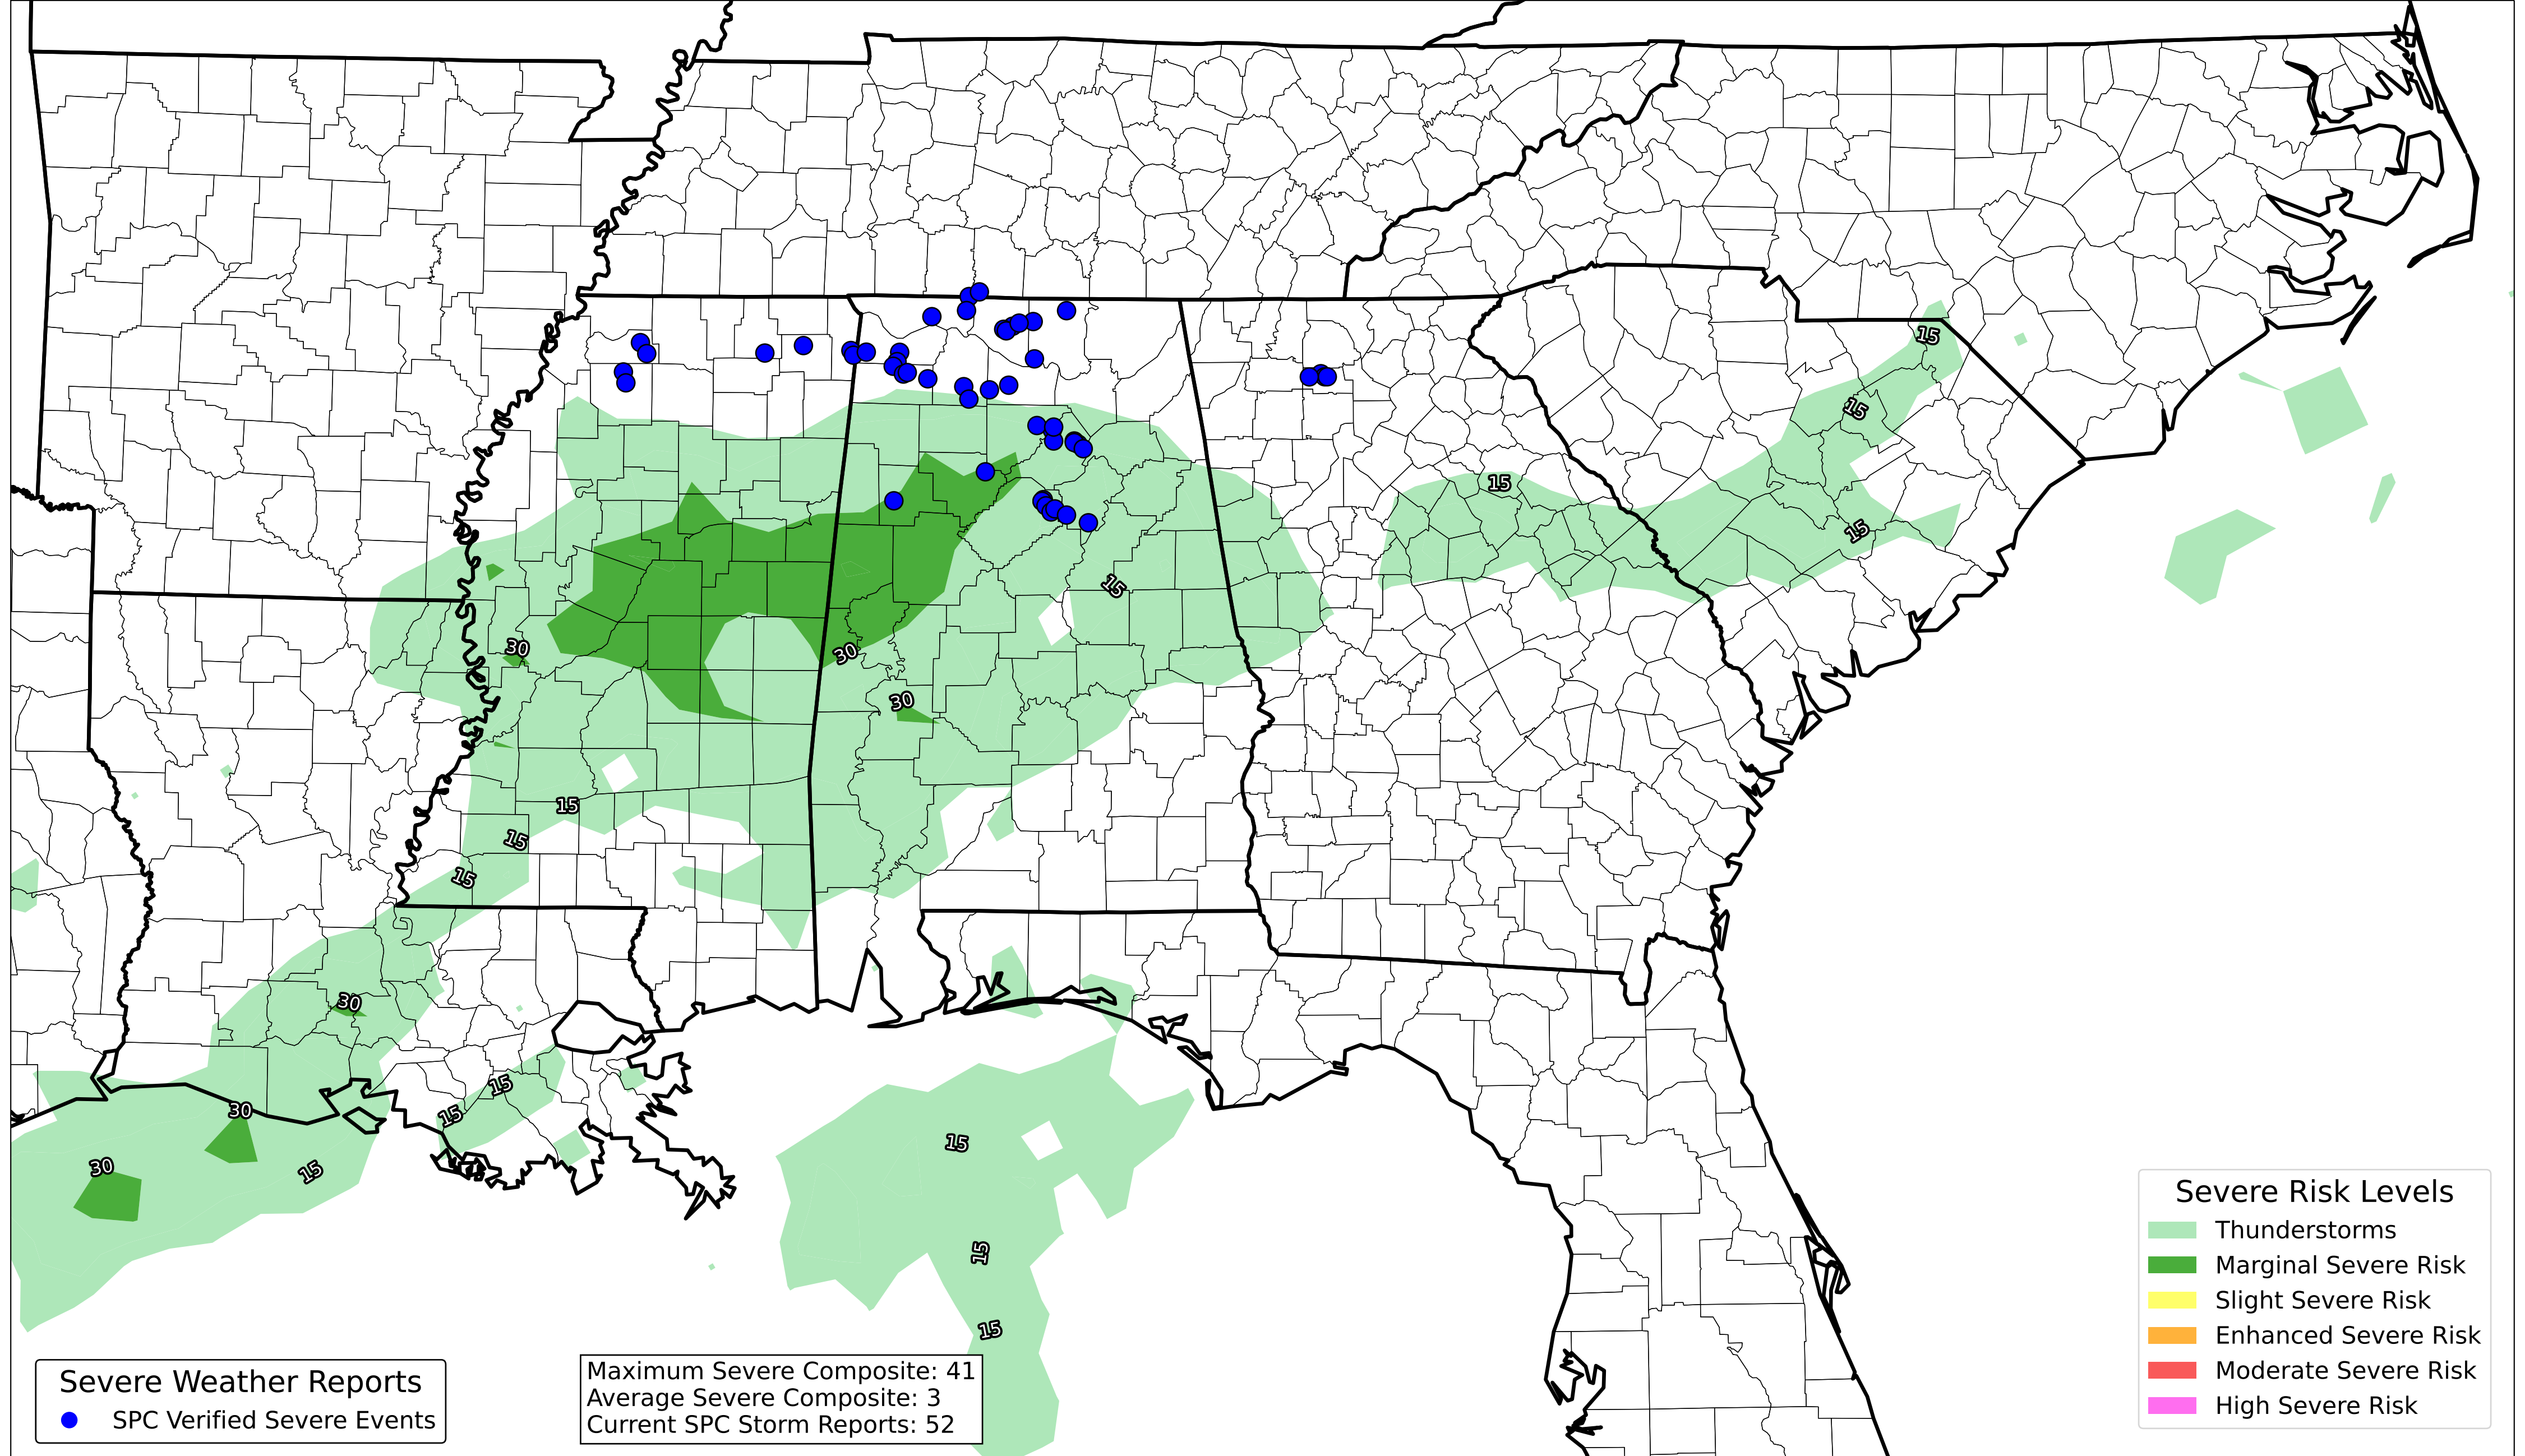 15
15
15
15
15
30
30
30
15
15
15
30
15
15
30
15
30
15
15
15
Severe Risk Levels
Thunderstorms
Marginal Severe Risk
Slight Severe Risk
Enhanced Severe Risk
Moderate Severe Risk
High Severe Risk
Severe Weather Reports
SPC Verified Severe Events
Maximum Severe Composite: 41
Average Severe Composite: 3
Current SPC Storm Reports: 52